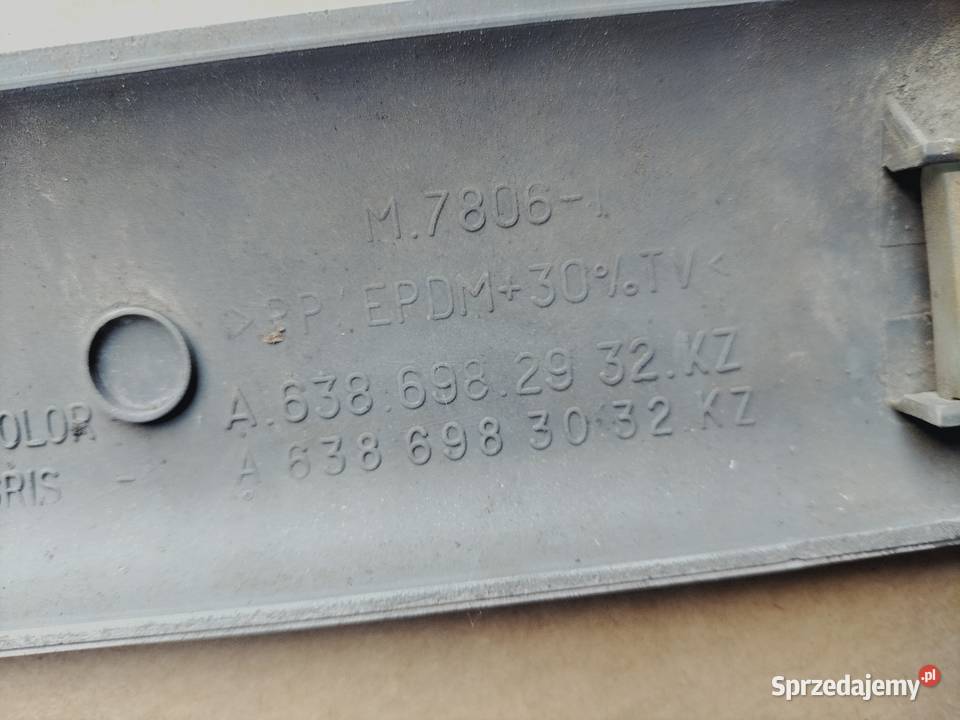 M.7806-1
>PP/EPDM+30%TV<
A.638.698.29 32.KZ
OLOR - A 638 698 30 32 KZ
GRIS -
Sprzedajemy.pl